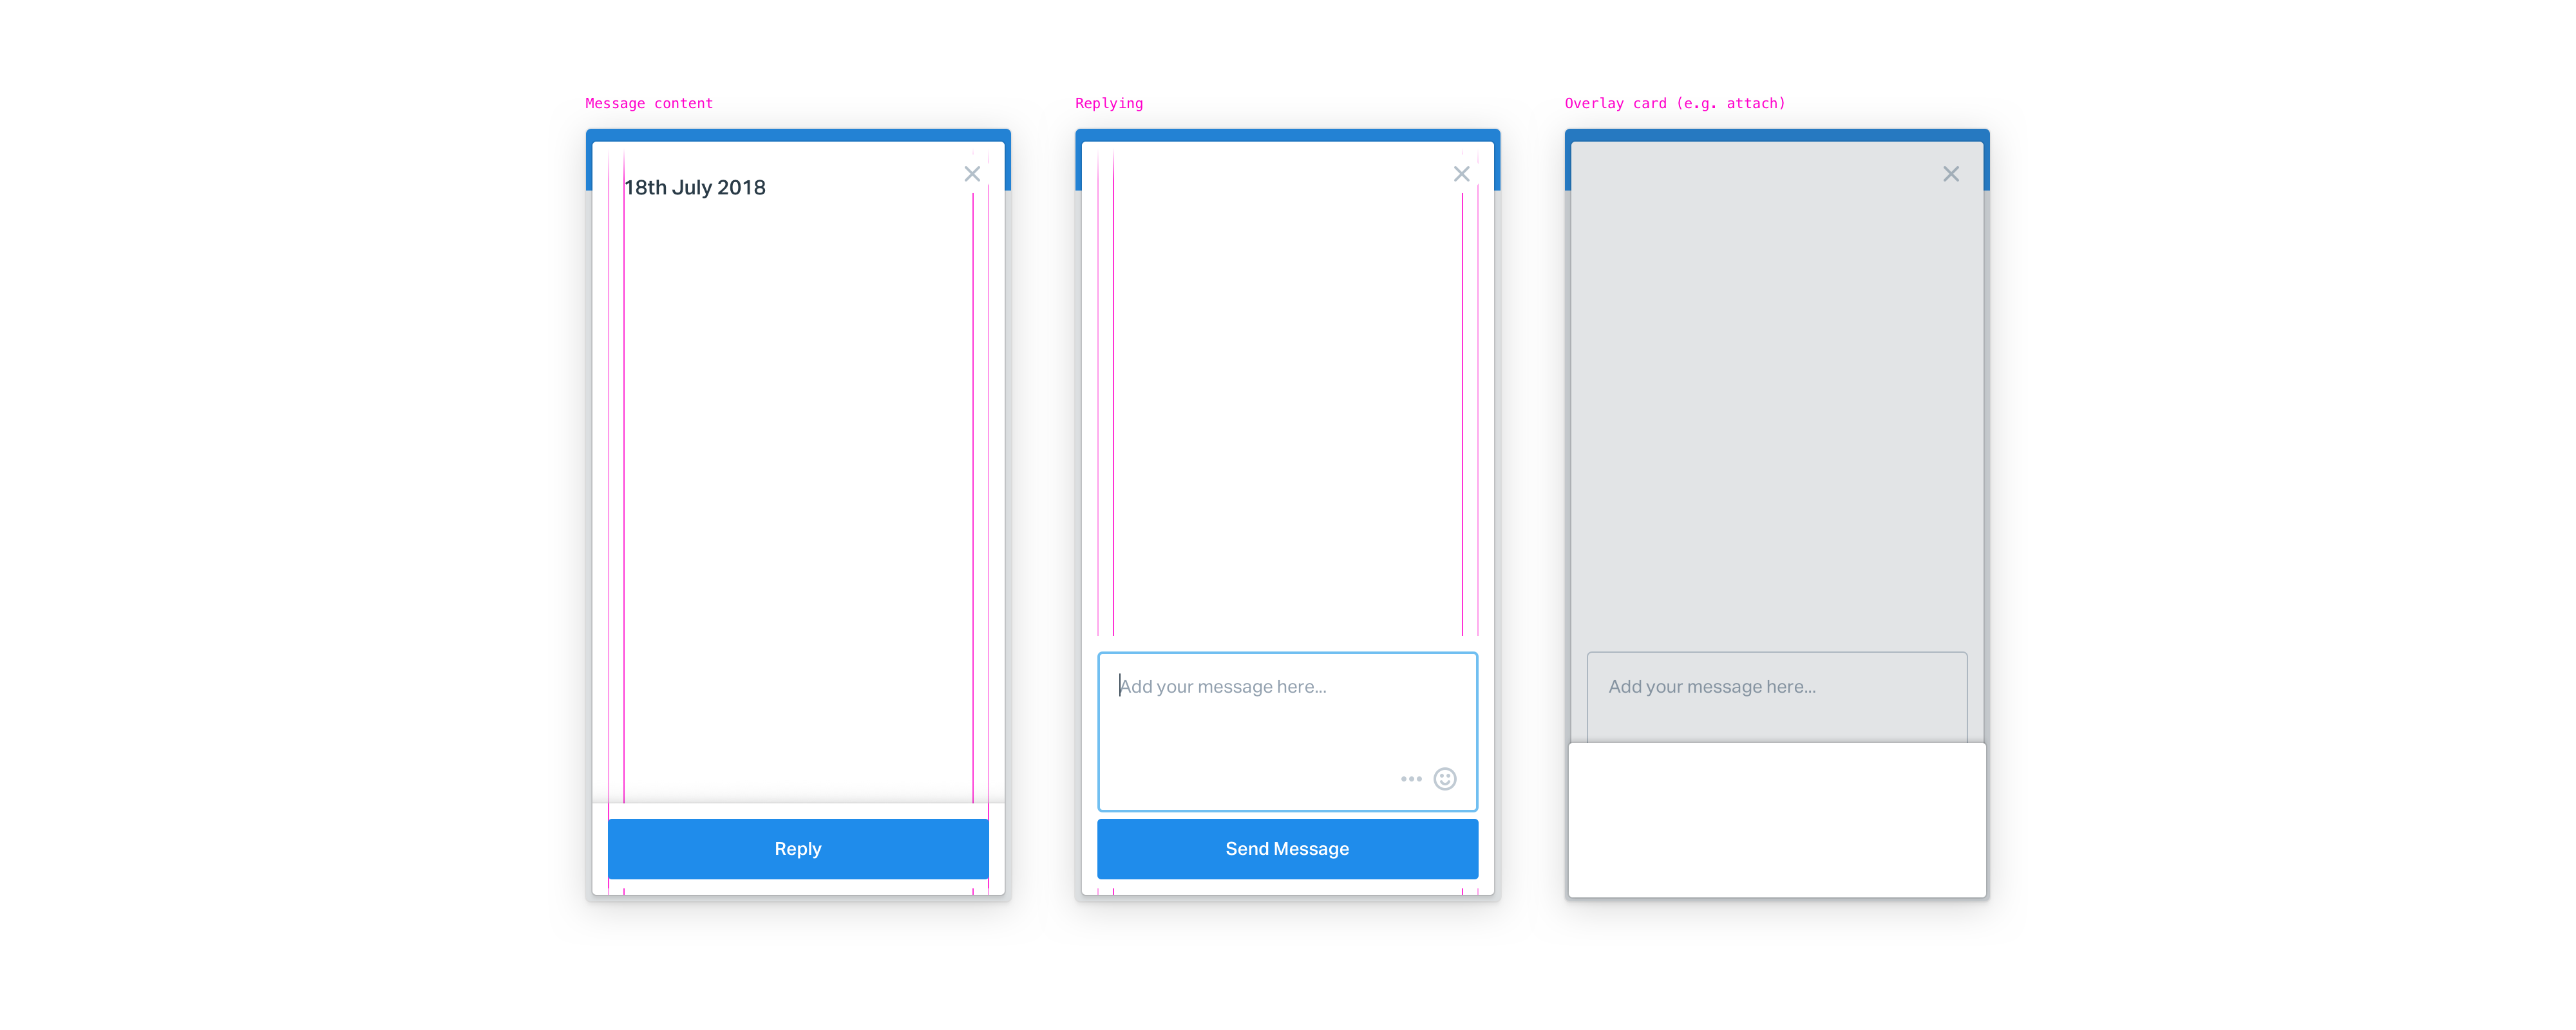 Message content
Replying
Overlay card (e.g. attach)
18th July 2018
Reply
Add your message here...
Send Message
Add your message here...